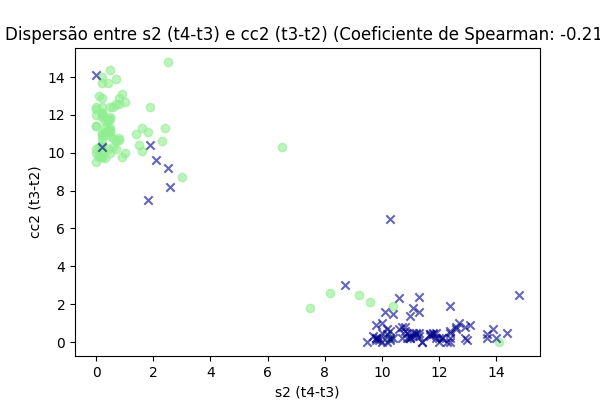 Dispersão entre s2 (t4-t3) e cc2 (t3-t2) (Coeficiente de Spearman: -0.21
14
12
10
8
6
4
2
0
cc2 (t3-t2)
0 2 4 6 8 10 12 14
s2 (t4-t3)